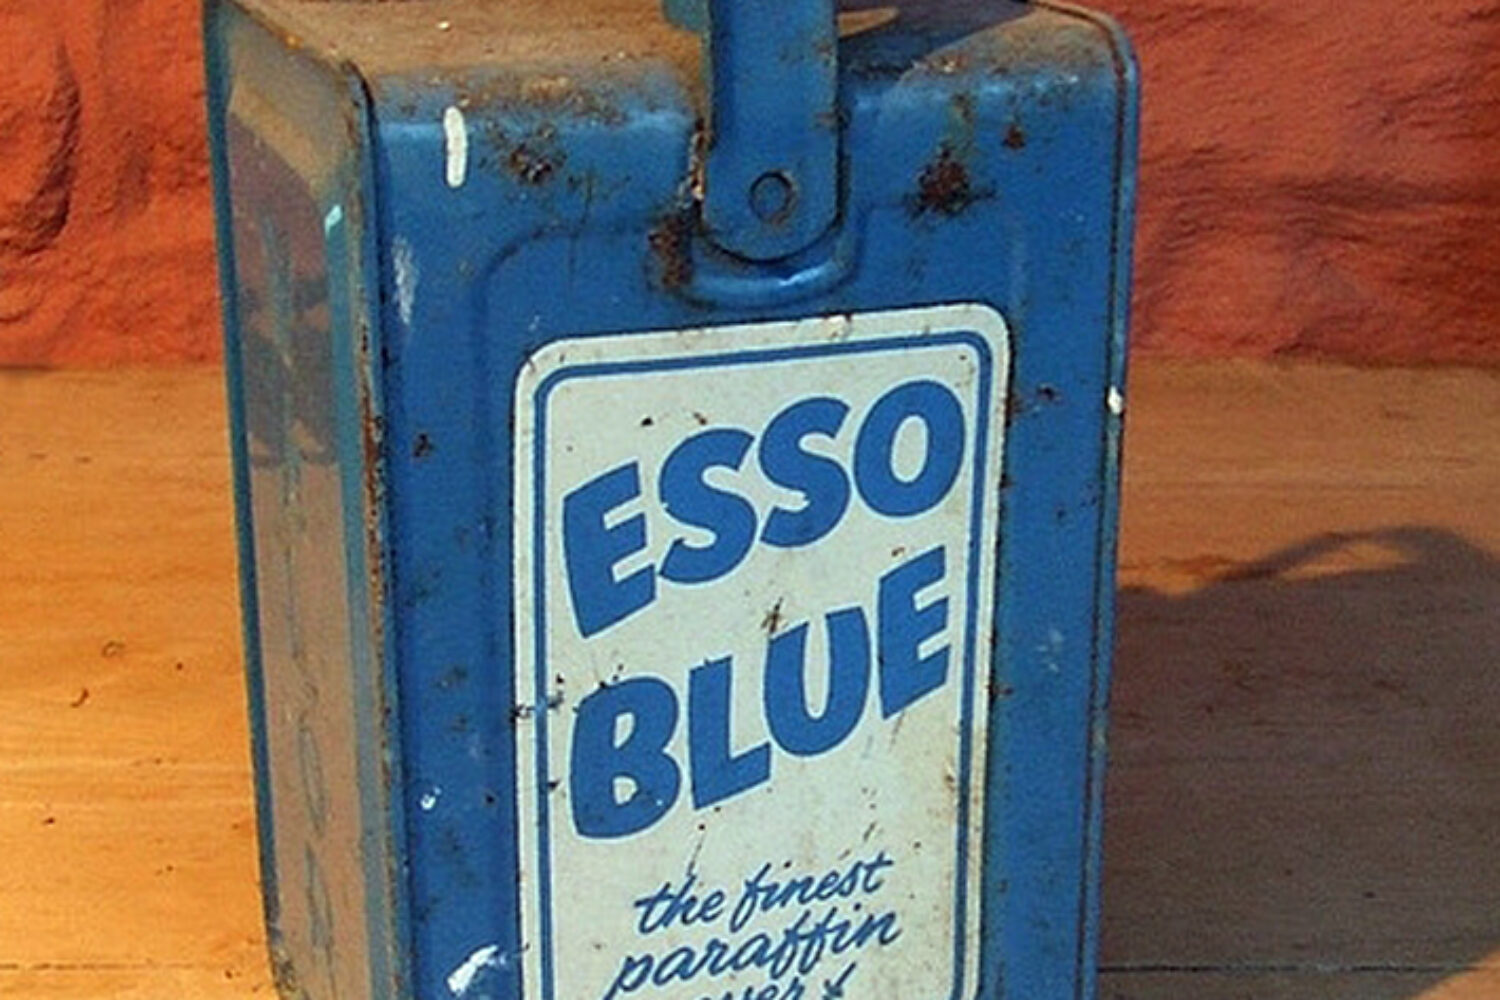 ESSO
BLUE
the finest
paraffin